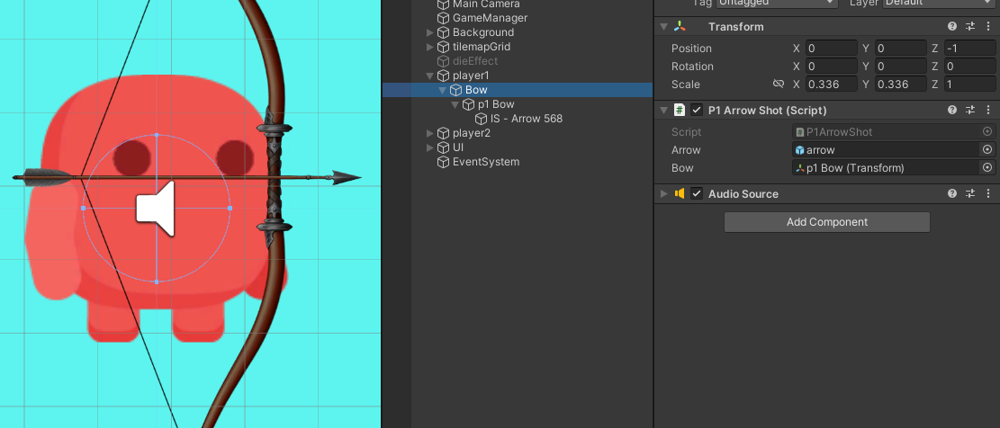 Main Camera
GameManager
Background
tilemapGrid
dieEffect
player1
Bow
p1 Bow
IS - Arrow 568
player2
UI
EventSystem
Tag Untagged Layer Default
Transform
Position X 0 Y 0 Z -1
Rotation X 0 Y 0 Z 0
Scale X 0.336 Y 0.336 Z 1
# P1 Arrow Shot (Script)
Script # P1ArrowShot
Arrow arrow
Bow p1 Bow (Transform)
Audio Source
Add Component